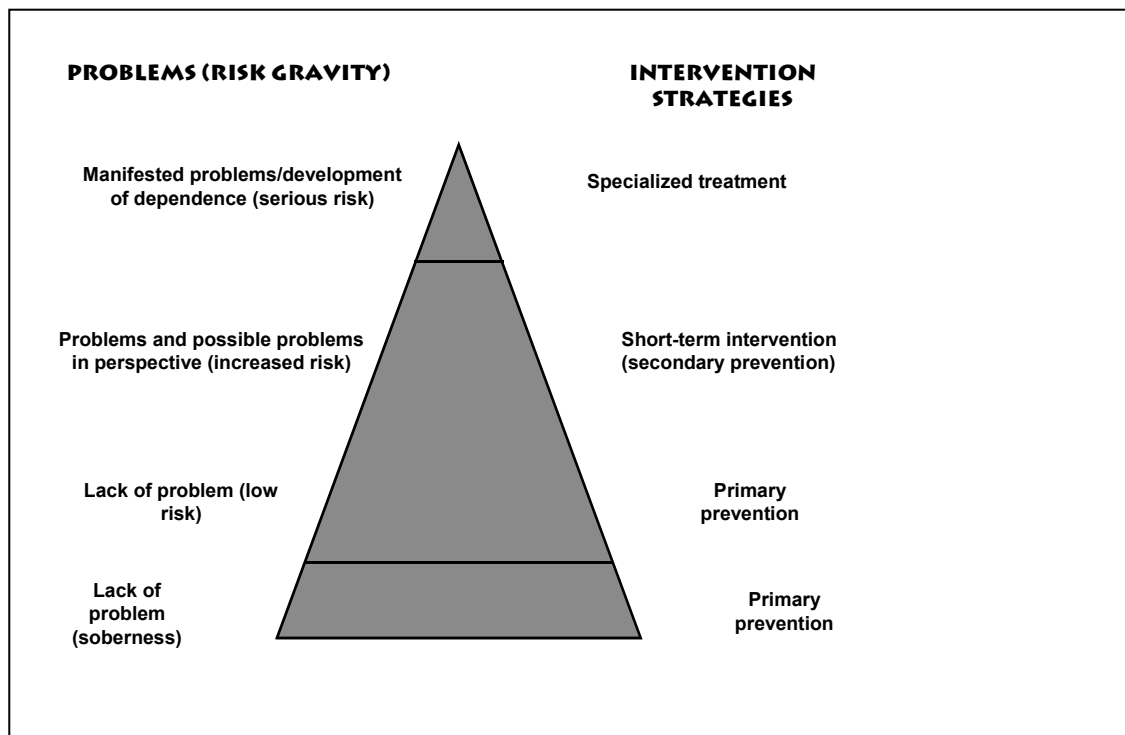 PROBLEMS (RISK GRAVITY)
INTERVENTION
STRATEGIES
Manifested problems/development
of dependence (serious risk)
Specialized treatment
Problems and possible problems
in perspective (increased risk)
Short-term intervention
(secondary prevention)
Lack of problem (low
risk)
Primary
prevention
Lack of
problem
(soberness)
Primary
prevention